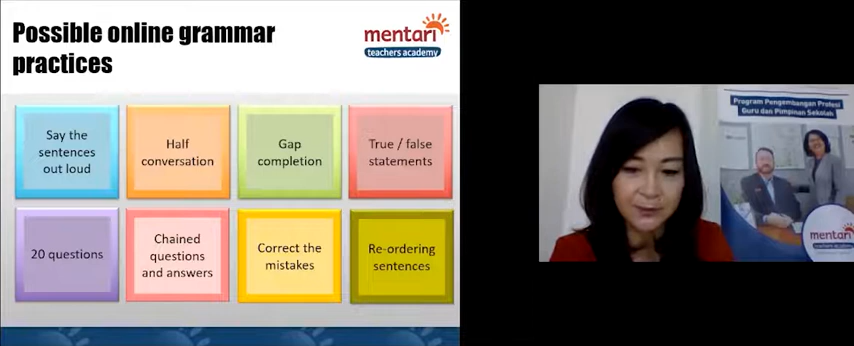 Possible online grammar
practices
mentari
teachers academy
Say the
sentences
out loud
Half
conversation
Gap
completion
True / false
statements
20 questions
Chained
questions
and answers
Correct the
mistakes
Re-ordering
sentences
Program Pengembangan Profesi
Guru dan Pimpinan Sekolah
mentari
teachers academy